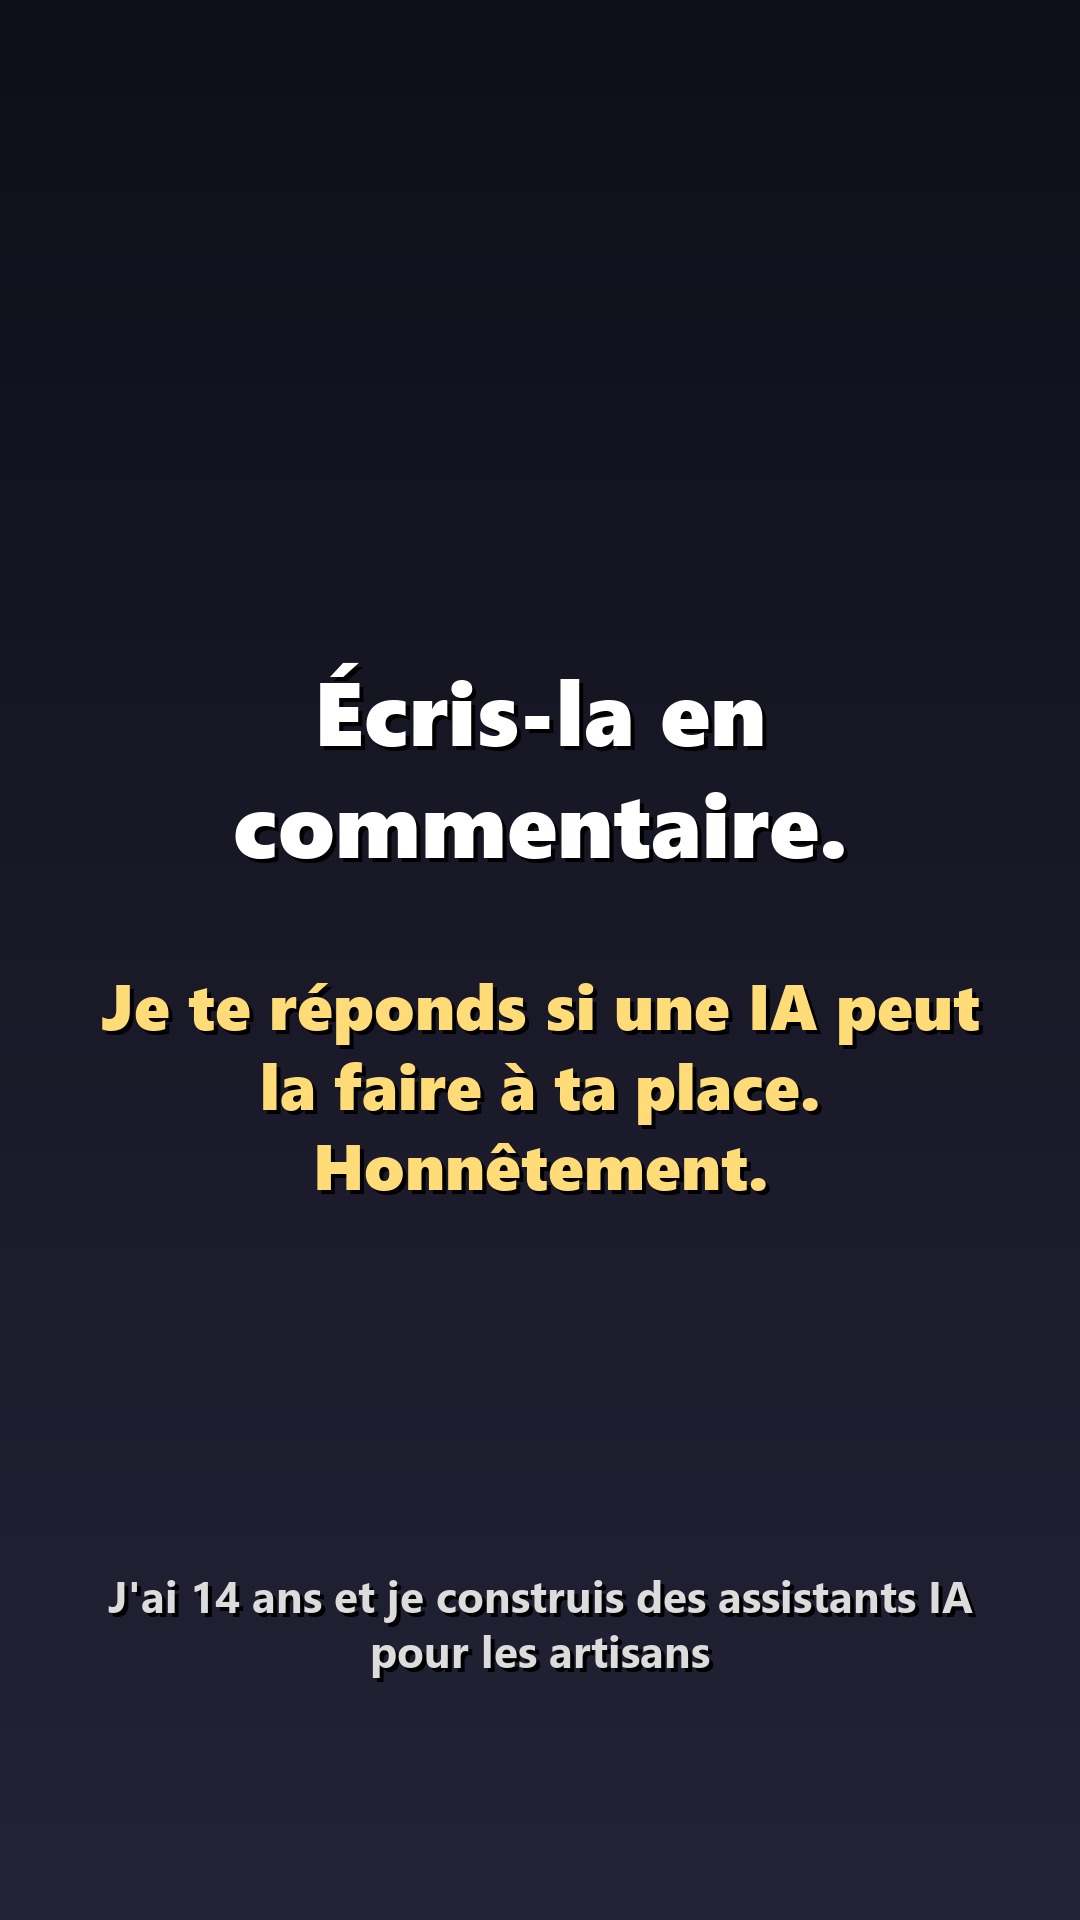 Écris-la en
commentaire.
Je te réponds si une IA peut
la faire à ta place.
Honnêtement.
J'ai 14 ans et je construis des assistants IA
pour les artisans